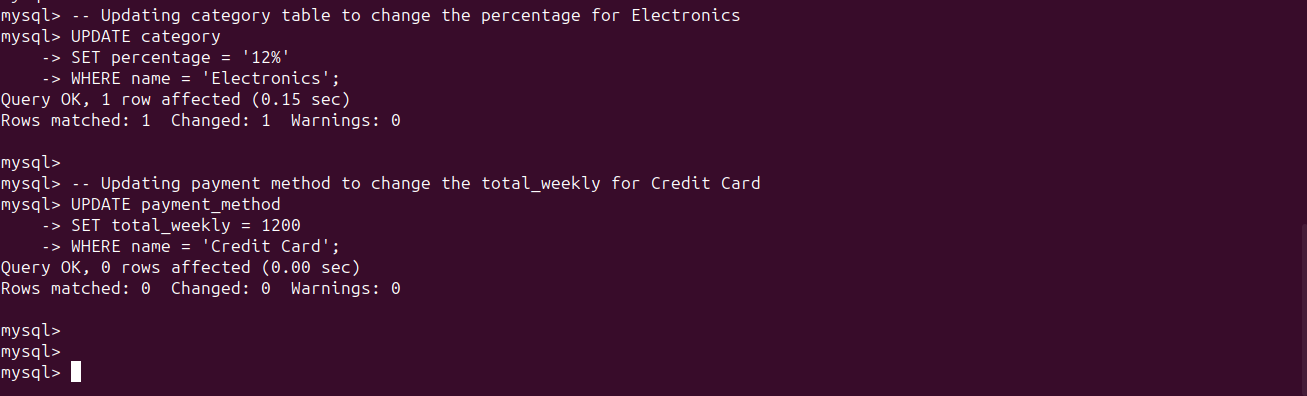 mysql> -- Updating category table to change the percentage for Electronics
mysql> UPDATE category
    -> SET percentage = '12%'
    -> WHERE name = 'Electronics';
Query OK, 1 row affected (0.15 sec)
Rows matched: 1  Changed: 1  Warnings: 0

mysql>
mysql> -- Updating payment method to change the total_weekly for Credit Card
mysql> UPDATE payment_method
    -> SET total_weekly = 1200
    -> WHERE name = 'Credit Card';
Query OK, 0 rows affected (0.00 sec)
Rows matched: 0  Changed: 0  Warnings: 0

mysql>
mysql>
mysql>